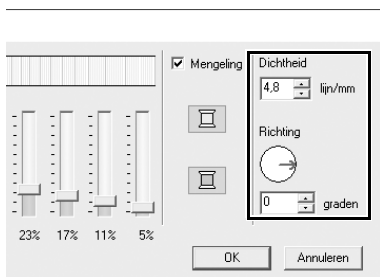 Mengeling
Dichtheid
4,8 lijn/mm
Richting
0 graden
23% 17% 11% 5%
OK Annuleren